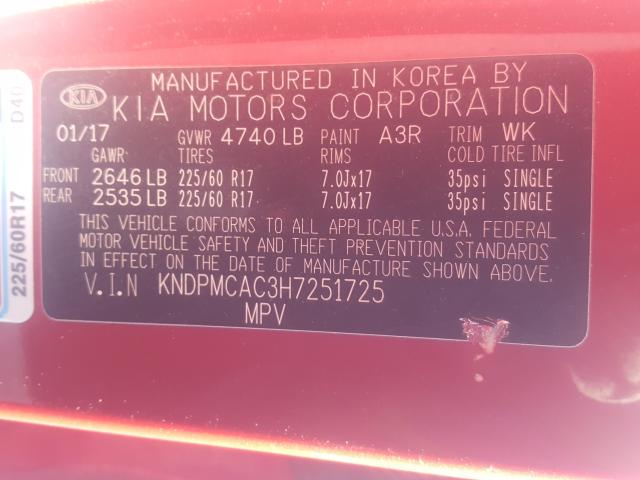 MANUFACTURED IN KOREA BY
KIA KIA MOTORS CORPORATION
01/17 GVWR 4740 LB PAINT A3R TRIM WK
GAWR TIRES RIMS COLD TIRE INFL
FRONT 2646 LB 225/60 R17 7.0Jx17 35psi SINGLE
REAR 2535 LB 225/60 R17 7.0Jx17 35psi SINGLE
THIS VEHICLE CONFORMS TO ALL APPLICABLE U.S.A. FEDERAL
MOTOR VEHICLE SAFETY AND THEFT PREVENTION STANDARDS
IN EFFECT ON THE DATE OF MANUFACTURE SHOWN ABOVE.
V.I.N KNDPMCAC3H7251725
MPV
225/60R17 D40